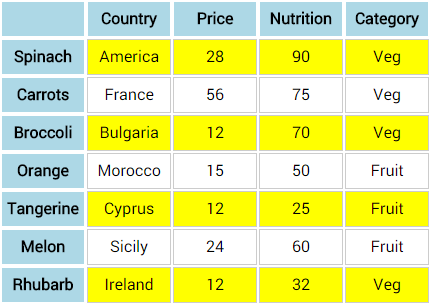 Country Price Nutrition Category
Spinach America 28 90 Veg
Carrots France 56 75 Veg
Broccoli Bulgaria 12 70 Veg
Orange Morocco 15 50 Fruit
Tangerine Cyprus 12 25 Fruit
Melon Sicily 24 60 Fruit
Rhubarb Ireland 12 32 Veg